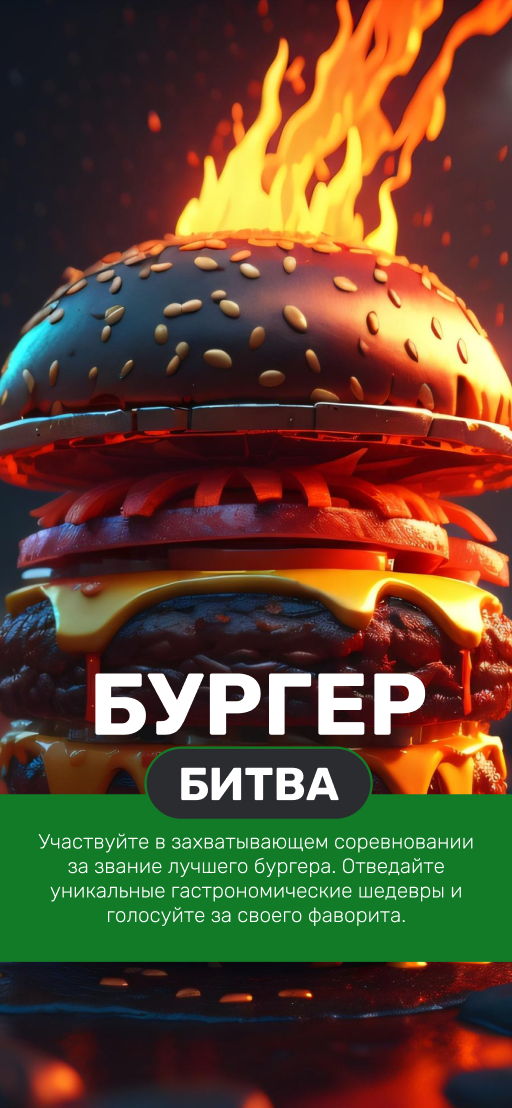 БУРГЕР
БИТВА
Участвуйте в захватывающем соревновании
за звание лучшего бургера. Отведайте
уникальные гастрономические шедевры и
голосуйте за своего фаворита.